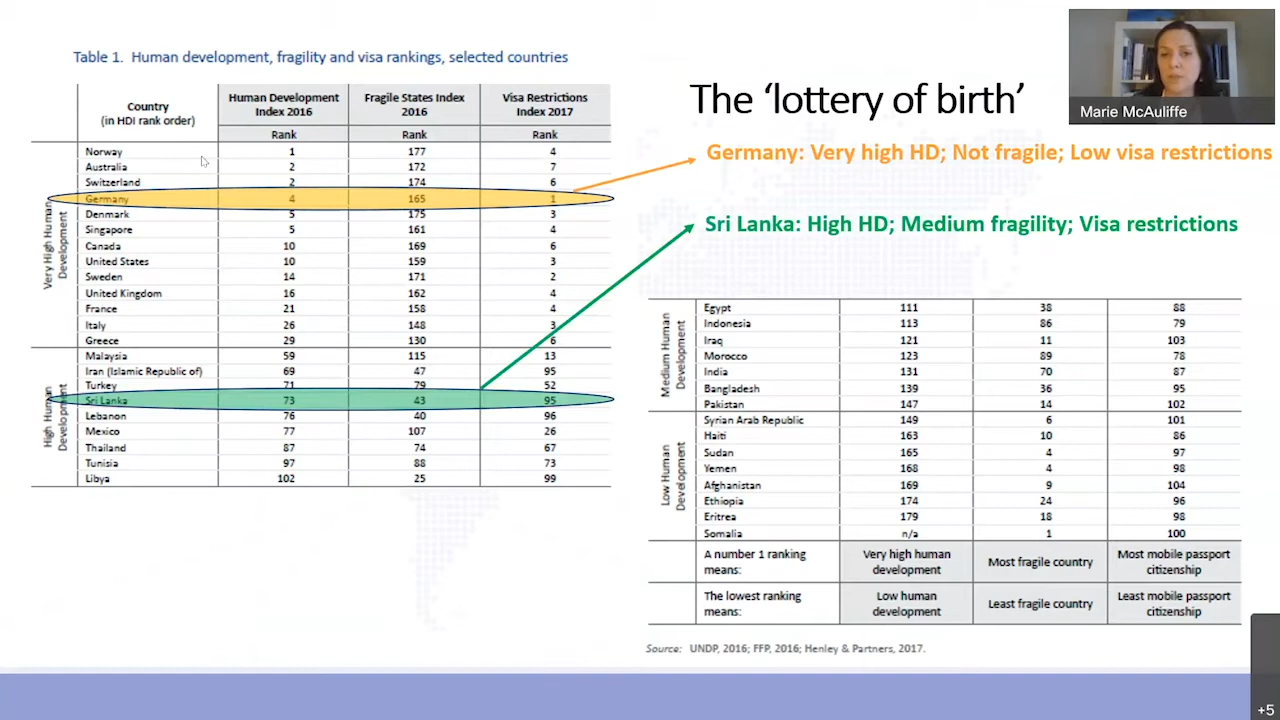 Table 1. Human development, fragility and visa rankings, selected countries
Marie McAuliffe
The ‘lottery of birth’
Germany: Very high HD; Not fragile; Low visa restrictions
Sri Lanka: High HD; Medium fragility; Visa restrictions
Country (in HDI rank order) Human Development Index 2016 Fragile States Index 2016 Visa Restrictions Index 2017
Rank Rank Rank
Very High Human Development
Norway 1 177 4
Australia 2 172 7
Switzerland 2 174 6
Germany 4 165 1
Denmark 5 175 3
Singapore 5 161 4
Canada 10 169 6
United States 10 159 3
Sweden 14 171 2
United Kingdom 16 162 4
France 21 158 4
Italy 26 148 3
Greece 29 130 6
High Human Development
Malaysia 59 115 13
Iran (Islamic Republic of) 69 47 95
Turkey 71 79 52
Sri Lanka 73 43 95
Lebanon 76 40 96
Mexico 77 107 26
Thailand 87 74 67
Tunisia 97 88 73
Libya 102 25 99
Medium Human Development
Egypt 111 38 88
Indonesia 113 86 79
Iraq 121 11 103
Morocco 123 89 78
India 131 70 87
Bangladesh 139 36 95
Pakistan 147 14 102
Low Human Development
Syrian Arab Republic 149 6 101
Haiti 163 10 86
Sudan 165 4 97
Yemen 168 4 98
Afghanistan 169 9 104
Ethiopia 174 24 96
Eritrea 179 18 98
Somalia n/a 1 100
A number 1 ranking means: Very high human development Most fragile country Most mobile passport citizenship
The lowest ranking means: Low human development Least fragile country Least mobile passport citizenship
Source: UNDP, 2016; FFP, 2016; Henley & Partners, 2017.
+5